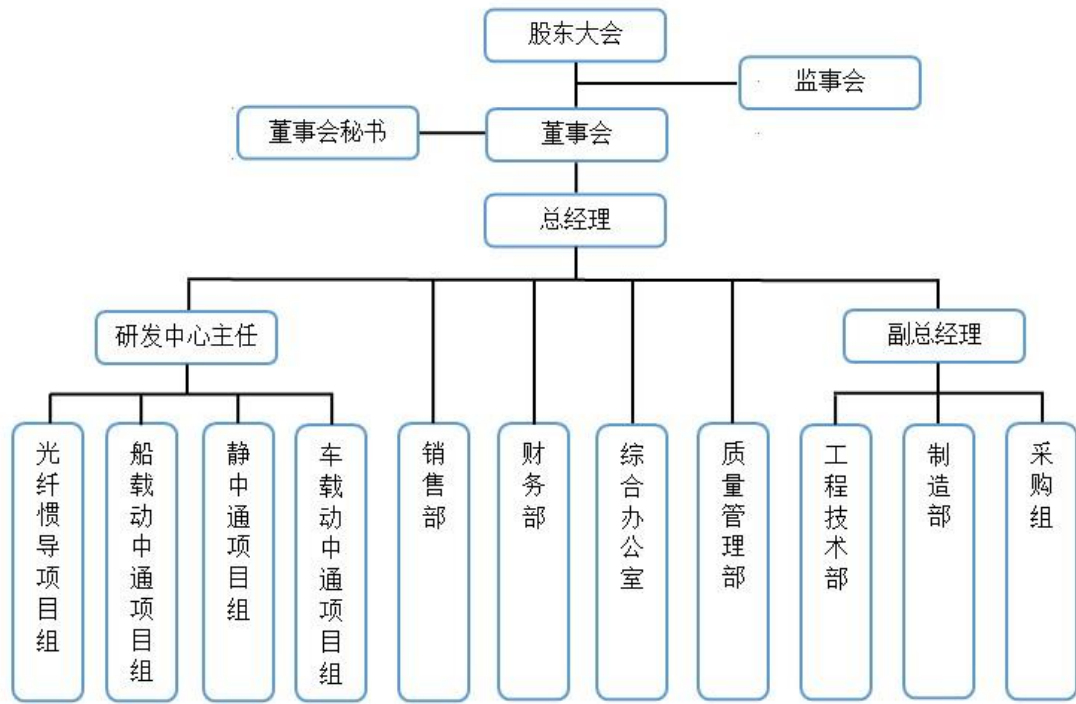 股东大会
监事会
董事会秘书
董事会
总经理
研发中心主任
副总经理
光纤惯导项目组
船载动中通项目组
静中通项目组
车载动中通项目组
销售部
财务部
综合办公室
质量管理部
工程技术部
制造部
采购组